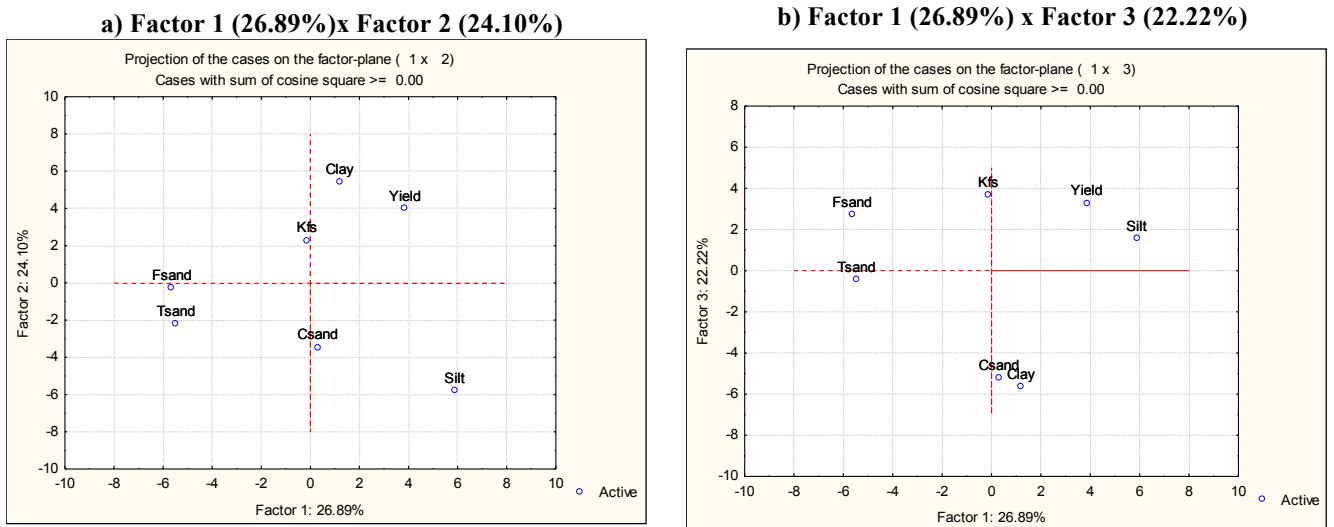 a) Factor 1 (26.89%)x Factor 2 (24.10%)
Projection of the cases on the factor-plane ( 1 x 2)
Cases with sum of cosine square >= 0.00
10
8
6
4
2
0
-2
-4
-6
-8
-10
Factor 2: 24.10%
Clay
Yield
Kfs
Fsand
Tsand
Csand
Silt
-10 -8 -6 -4 -2 0 2 4 6 8 10
Factor 1: 26.89%
Active
b) Factor 1 (26.89%) x Factor 3 (22.22%)
Projection of the cases on the factor-plane ( 1 x 3)
Cases with sum of cosine square >= 0.00
8
6
4
2
0
-2
-4
-6
-8
-10
Factor 3: 22.22%
Kfs
Yield
Fsand
Silt
Tsand
Csand
Clay
-10 -8 -6 -4 -2 0 2 4 6 8 10
Factor 1: 26.89%
Active